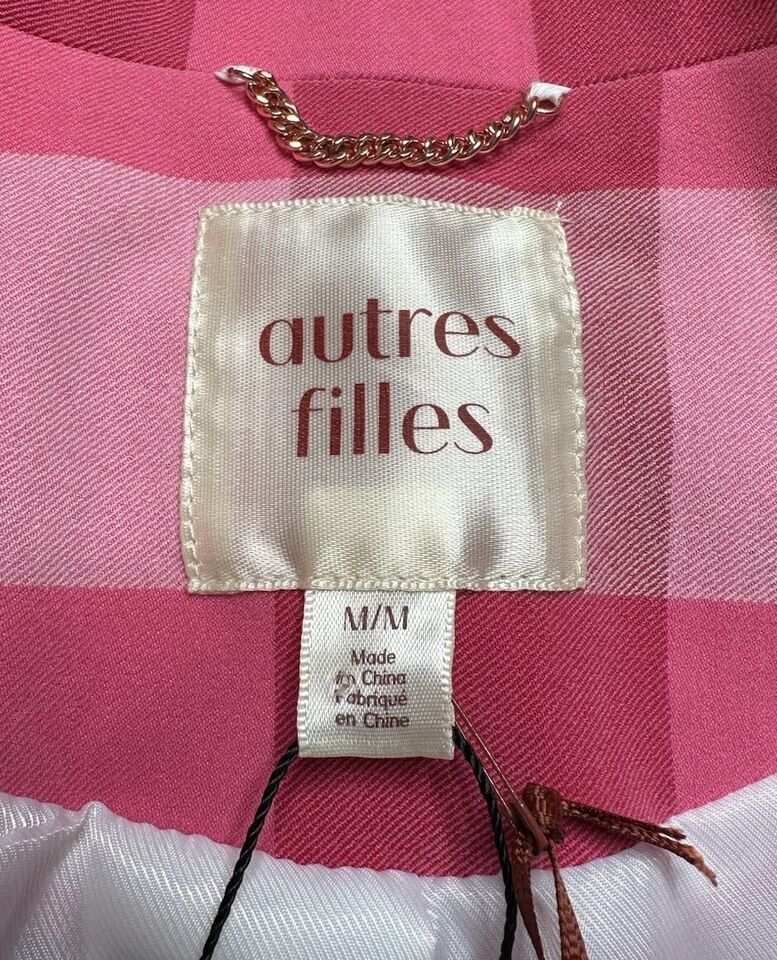 autres
filles
M/M
Made
in China
Fabriqué
en Chine